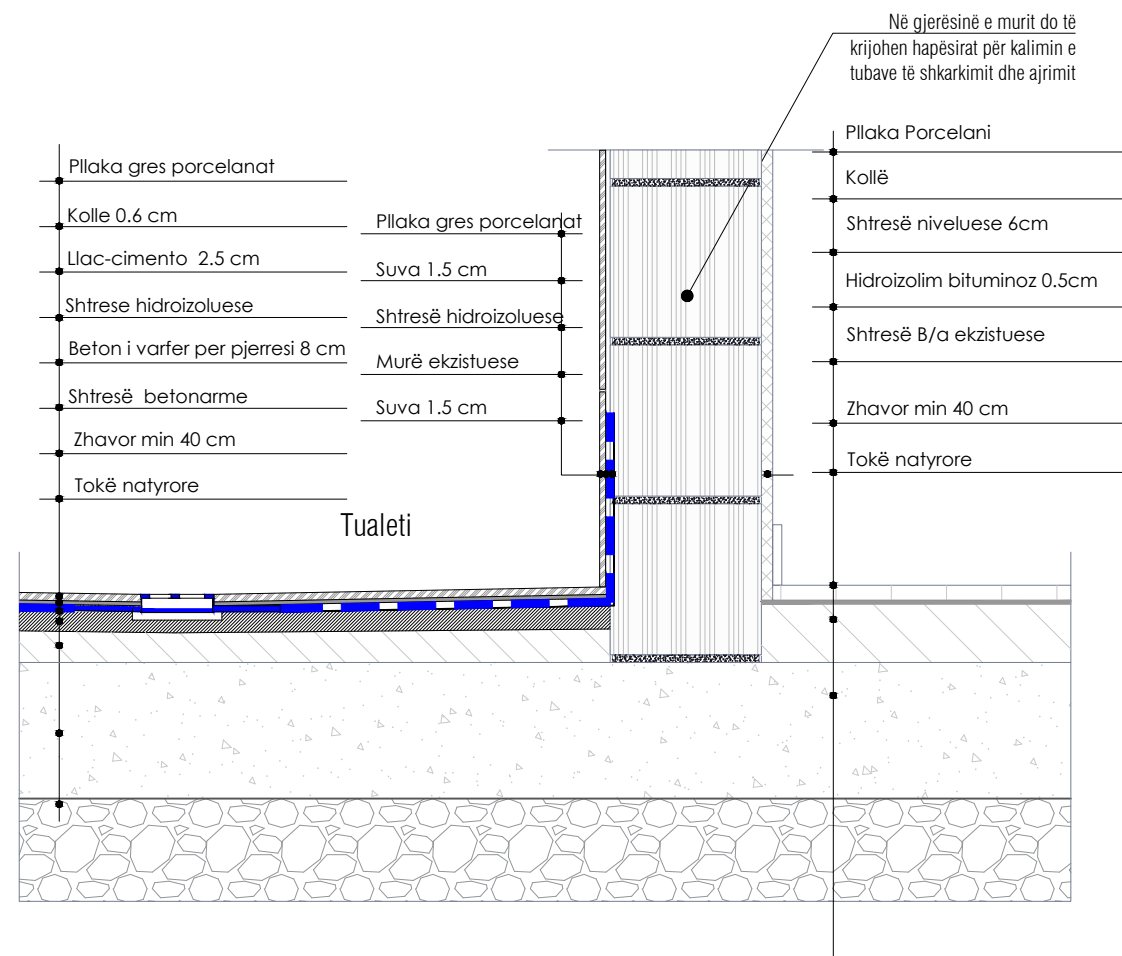 Në gjerësinë e murit do të
krijohen hapësirat për kalimin e
tubave të shkarkimit dhe ajrimit
Pllaka gres porcelanat
Kolle 0.6 cm
Llac-cimento 2.5 cm
Shtrese hidroizoluese
Beton i varfer per pjerresi 8 cm
Shtresë betonarme
Zhavor min 40 cm
Tokë natyrore
Pllaka gres porcelanat
Suva 1.5 cm
Shtresë hidroizoluese
Murë ekzistuese
Suva 1.5 cm
Pllaka Porcelani
Kollë
Shtresë niveluese 6cm
Hidroizolim bituminoz 0.5cm
Shtresë B/a ekzistuese
Zhavor min 40 cm
Tokë natyrore
Tualeti